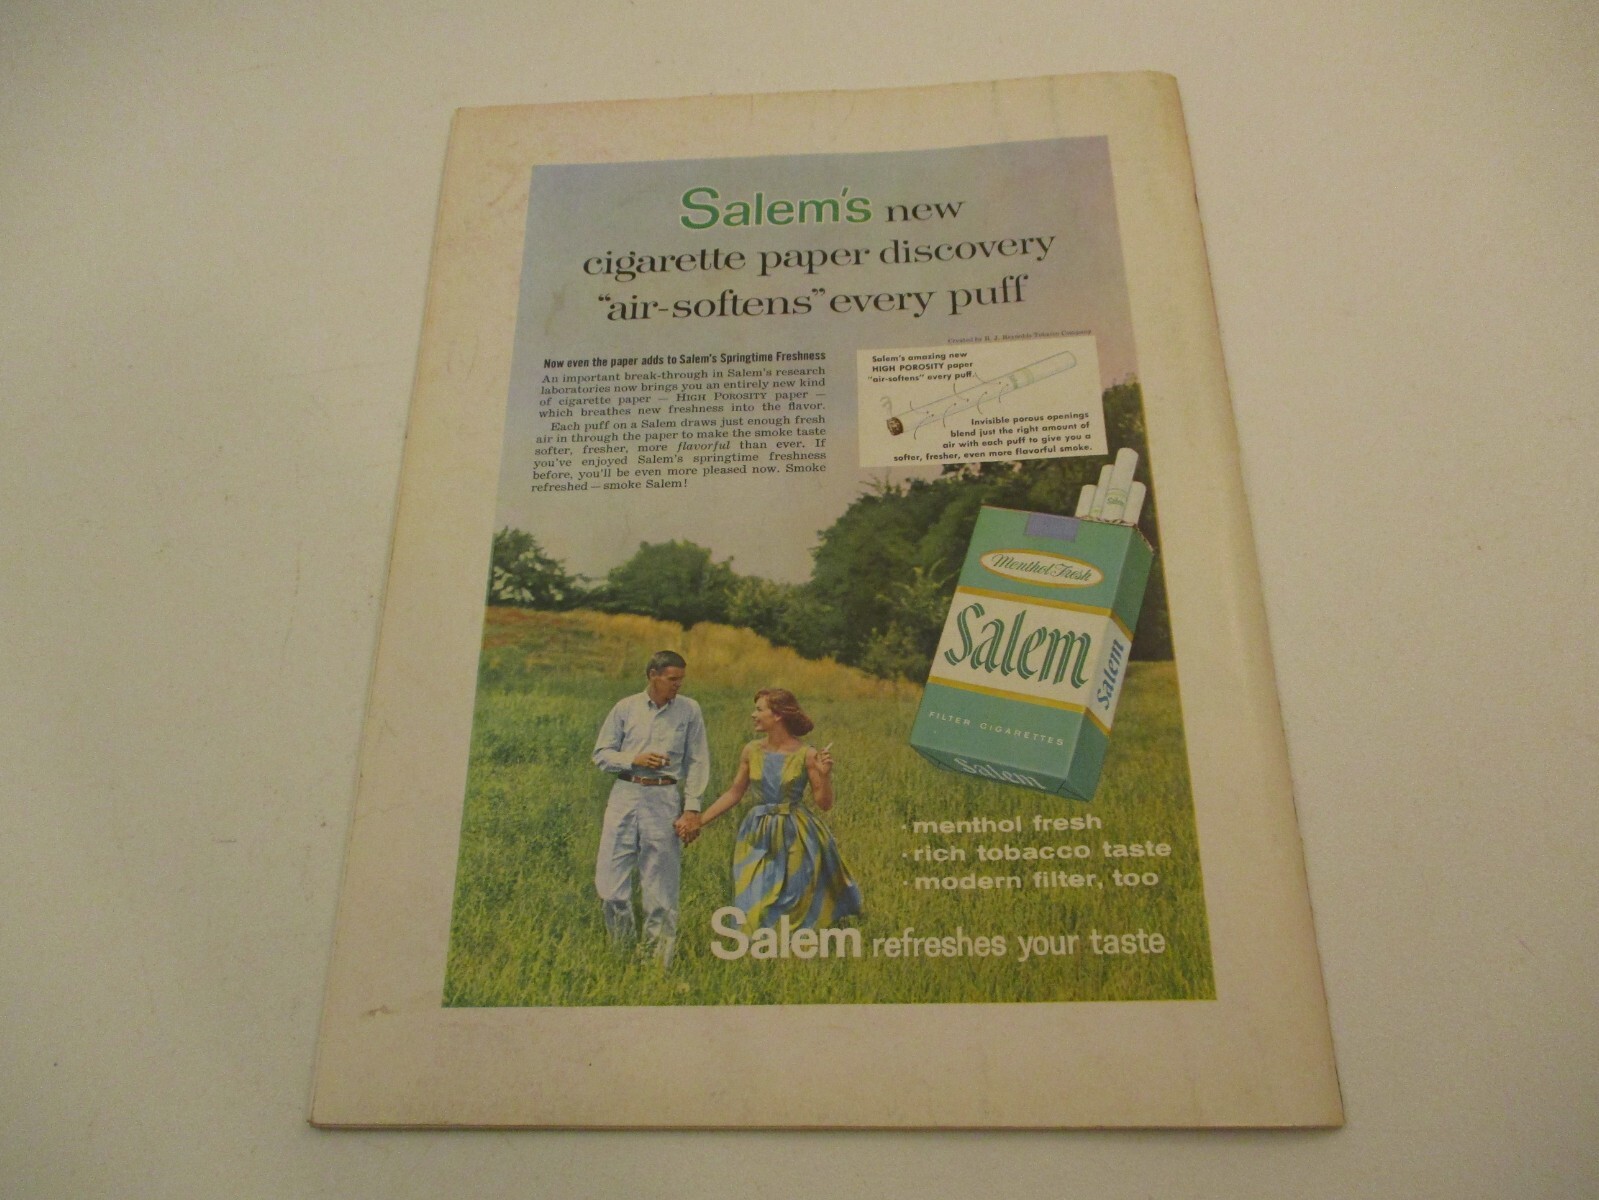 Salem's new
cigarette paper discovery
“air-softens” every puff
Created by R. J. Reynolds Tobacco Company
Now even the paper adds to Salem's Springtime Freshness
An important break-through in Salem's research
laboratories now brings you an entirely new kind
of cigarette paper — HIGH POROSITY paper —
which breathes new freshness into the flavor.
Each puff on a Salem draws just enough fresh
air in through the paper to make the smoke taste
softer, fresher, more flavorful than ever. If
you've enjoyed Salem's springtime freshness
before, you'll be even more pleased now. Smoke
refreshed — smoke Salem!
Salem's amazing new
HIGH POROSITY paper
"air-softens" every puff.
Invisible porous openings
blend just the right amount of
air with each puff to give you a
softer, fresher, even more flavorful smoke.
Salem
Menthol Fresh
Salem
Salem
FILTER CIGARETTES
Salem
· menthol fresh
· rich tobacco taste
· modern filter, too
Salem refreshes your taste